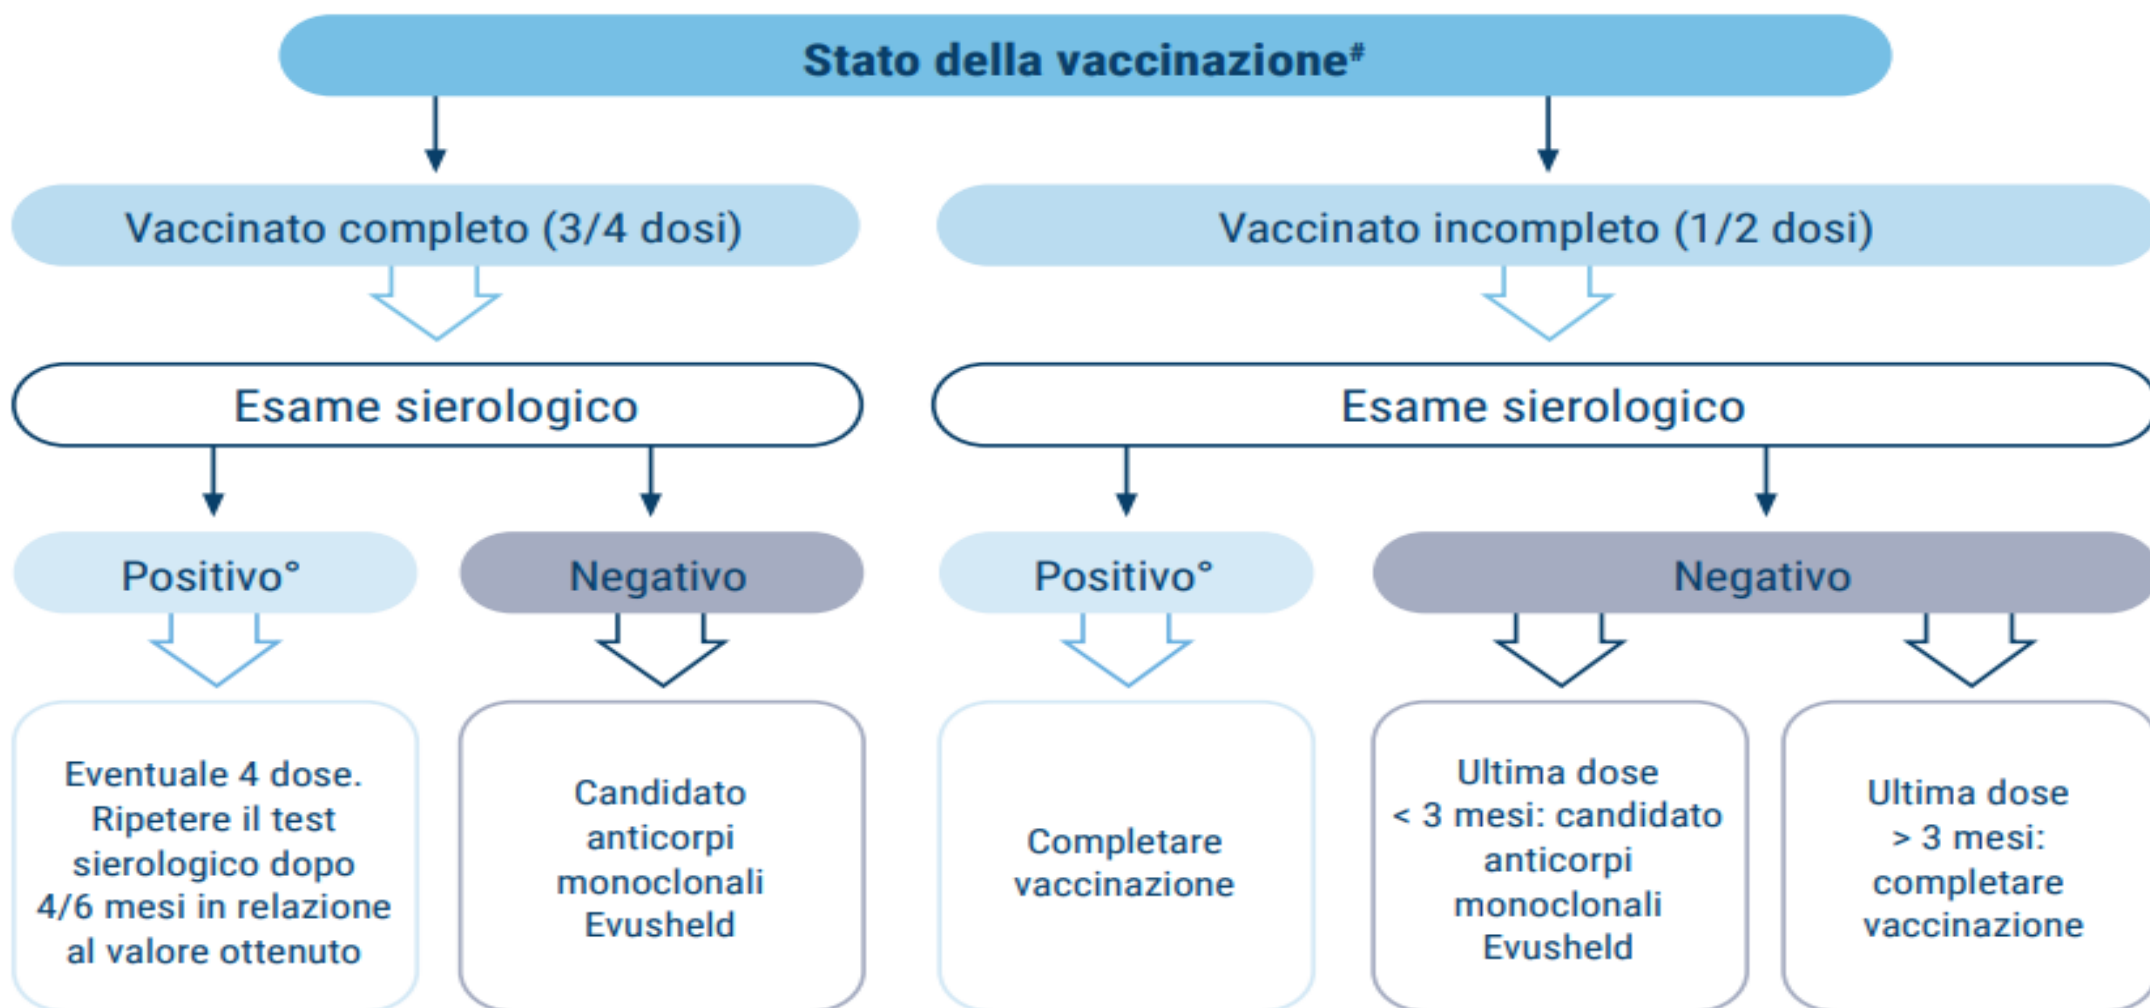 Stato della vaccinazione#
Vaccinato completo (3/4 dosi)
Vaccinato incompleto (1/2 dosi)
Esame sierologico
Esame sierologico
Positivo°
Negativo
Positivo°
Negativo
Eventuale 4 dose.
Ripetere il test
sierologico dopo
4/6 mesi in relazione
al valore ottenuto
Candidato
anticorpi
monoclonali
Evusheld
Completare
vaccinazione
Ultima dose
< 3 mesi: candidato
anticorpi
monoclonali
Evusheld
Ultima dose
> 3 mesi:
completare
vaccinazione